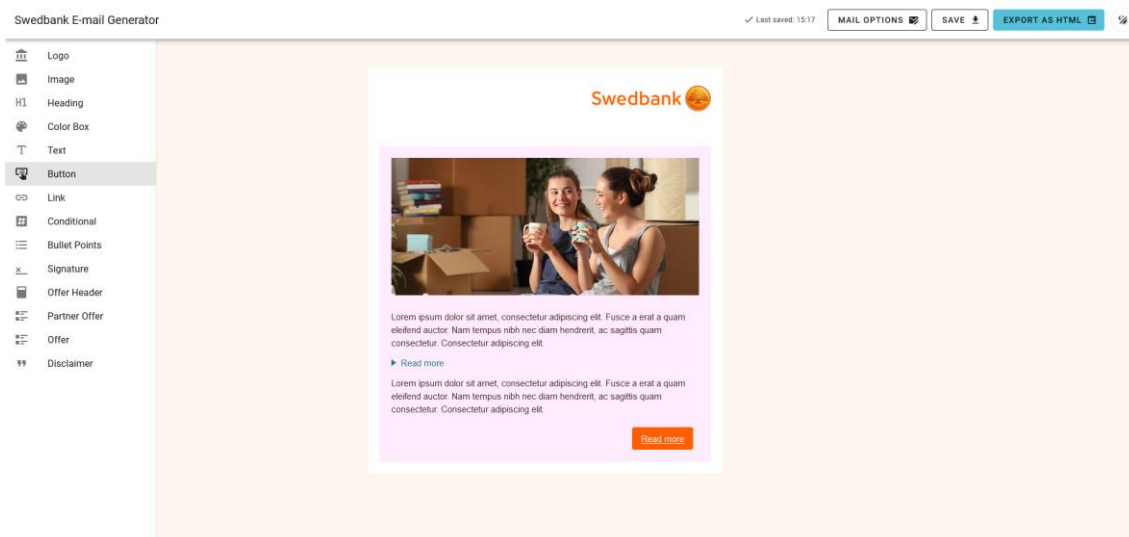 Swedbank E-mail Generator
Last saved: 15:17
MAIL OPTIONS
SAVE
EXPORT AS HTML
Logo
Image
H1 Heading
Color Box
T Text
Button
Link
Conditional
Bullet Points
Signature
Offer Header
Partner Offer
Offer
Disclaimer
Swedbank
Lorem ipsum dolor sit amet, consectetur adipiscing elit. Fusce a erat a quam
eleifend auctor. Nam tempus nibh nec diam hendrerit, ac sagittis quam
consectetur. Consectetur adipiscing elit.
Read more
Lorem ipsum dolor sit amet, consectetur adipiscing elit. Fusce a erat a quam
eleifend auctor. Nam tempus nibh nec diam hendrerit, ac sagittis quam
consectetur. Consectetur adipiscing elit.
Read more